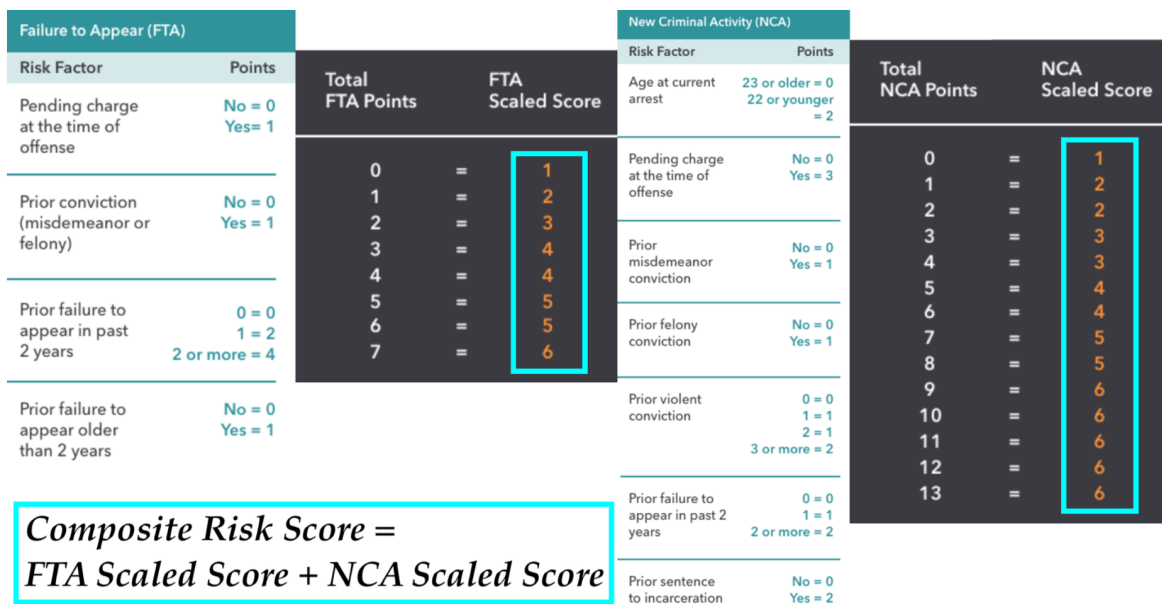 Failure to Appear (FTA)
Risk Factor Points
Pending charge No = 0
at the time of Yes= 1
offense
Prior conviction No = 0
(misdemeanor or Yes = 1
felony)
Prior failure to 0 = 0
appear in past 1 = 2
2 years 2 or more = 4
Prior failure to No = 0
appear older Yes = 1
than 2 years
Total FTA
FTA Points Scaled Score
0 = 1
1 = 2
2 = 3
3 = 4
4 = 4
5 = 5
6 = 5
7 = 6
New Criminal Activity (NCA)
Risk Factor Points
Age at current 23 or older = 0
arrest 22 or younger
= 2
Pending charge No = 0
at the time of Yes = 3
offense
Prior No = 0
misdemeanor Yes = 1
conviction
Prior felony No = 0
conviction Yes = 1
Prior violent 0 = 0
conviction 1 = 1
2 = 1
3 or more = 2
Prior failure to 0 = 0
appear in past 2 1 = 1
years 2 or more = 2
Prior sentence No = 0
to incarceration Yes = 2
Total NCA
NCA Points Scaled Score
0 = 1
1 = 2
2 = 2
3 = 3
4 = 3
5 = 4
6 = 4
7 = 5
8 = 5
9 = 6
10 = 6
11 = 6
12 = 6
13 = 6
Composite Risk Score =
FTA Scaled Score + NCA Scaled Score